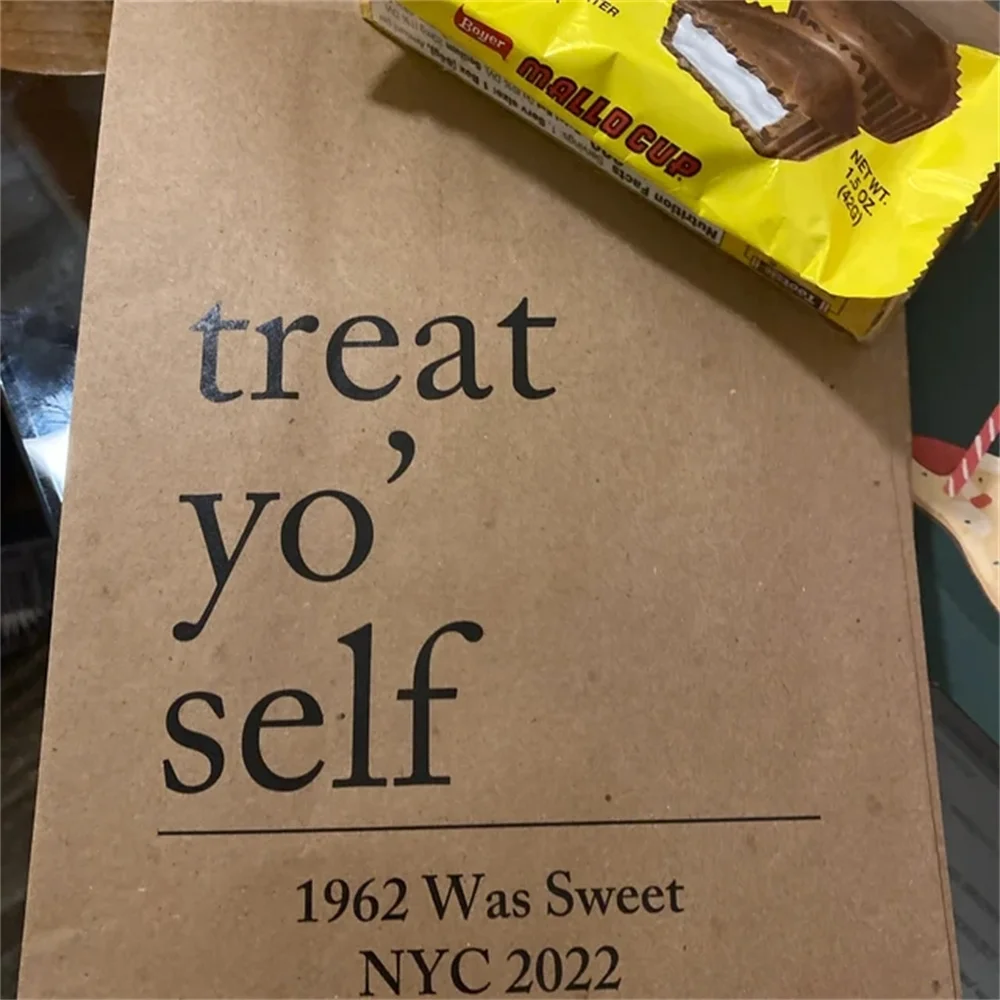 Boyer
MALLO CUP
NET WT.
1.5 OZ.
(42G)
Nutrition Facts
treat
yo’
self
1962 Was Sweet
NYC 2022